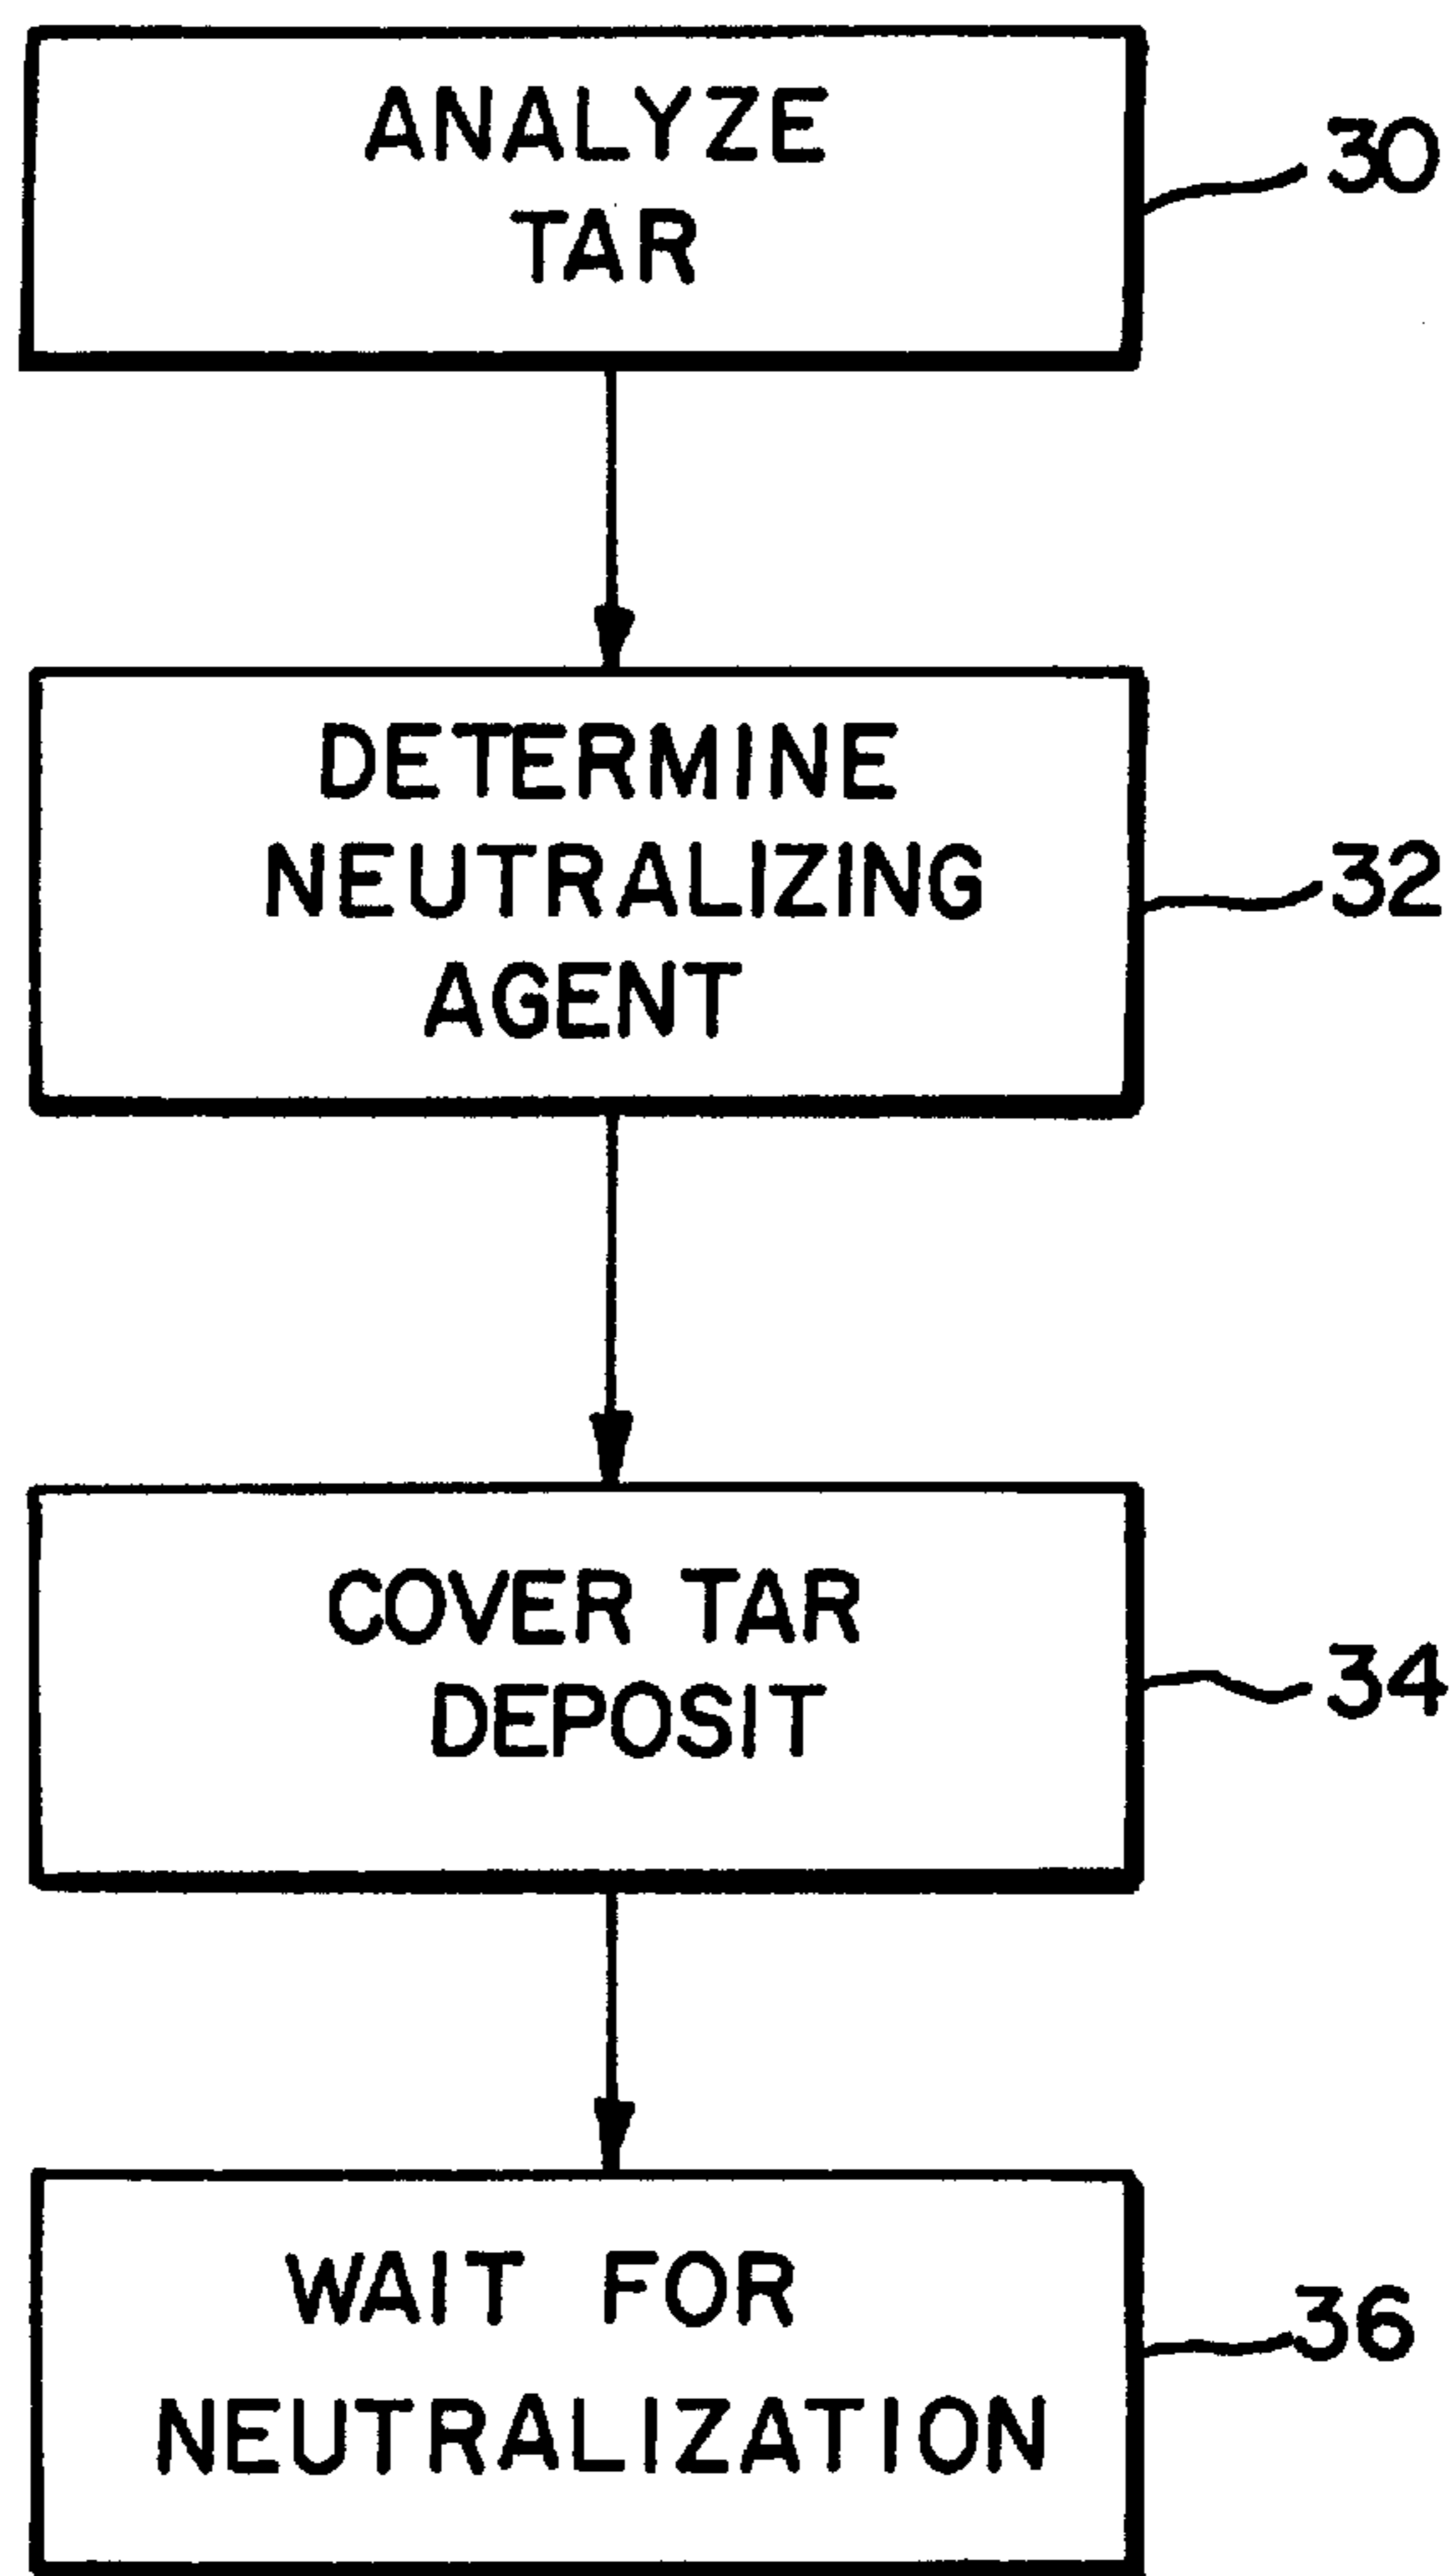 ANALYZE
TAR
30
DETERMINE
NEUTRALIZING
AGENT
32
COVER TAR
DEPOSIT
34
WAIT FOR
NEUTRALIZATION
36